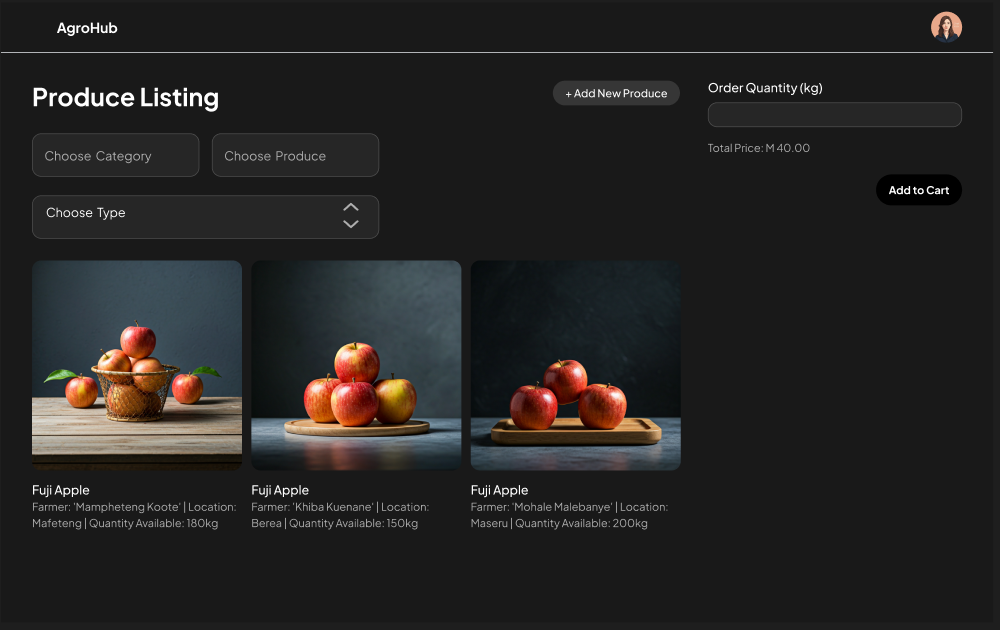 AgroHub
Produce Listing
+ Add New Produce
Choose Category
Choose Produce
Choose Type
Fuji Apple
Farmer: 'Mampheteng Koote' | Location:
Mafeteng | Quantity Available: 180kg
Fuji Apple
Farmer: 'Khiba Kuenane' | Location:
Berea | Quantity Available: 150kg
Fuji Apple
Farmer: 'Mohale Malebanye' | Location:
Maseru | Quantity Available: 200kg
Order Quantity (kg)
Total Price: M 40.00
Add to Cart